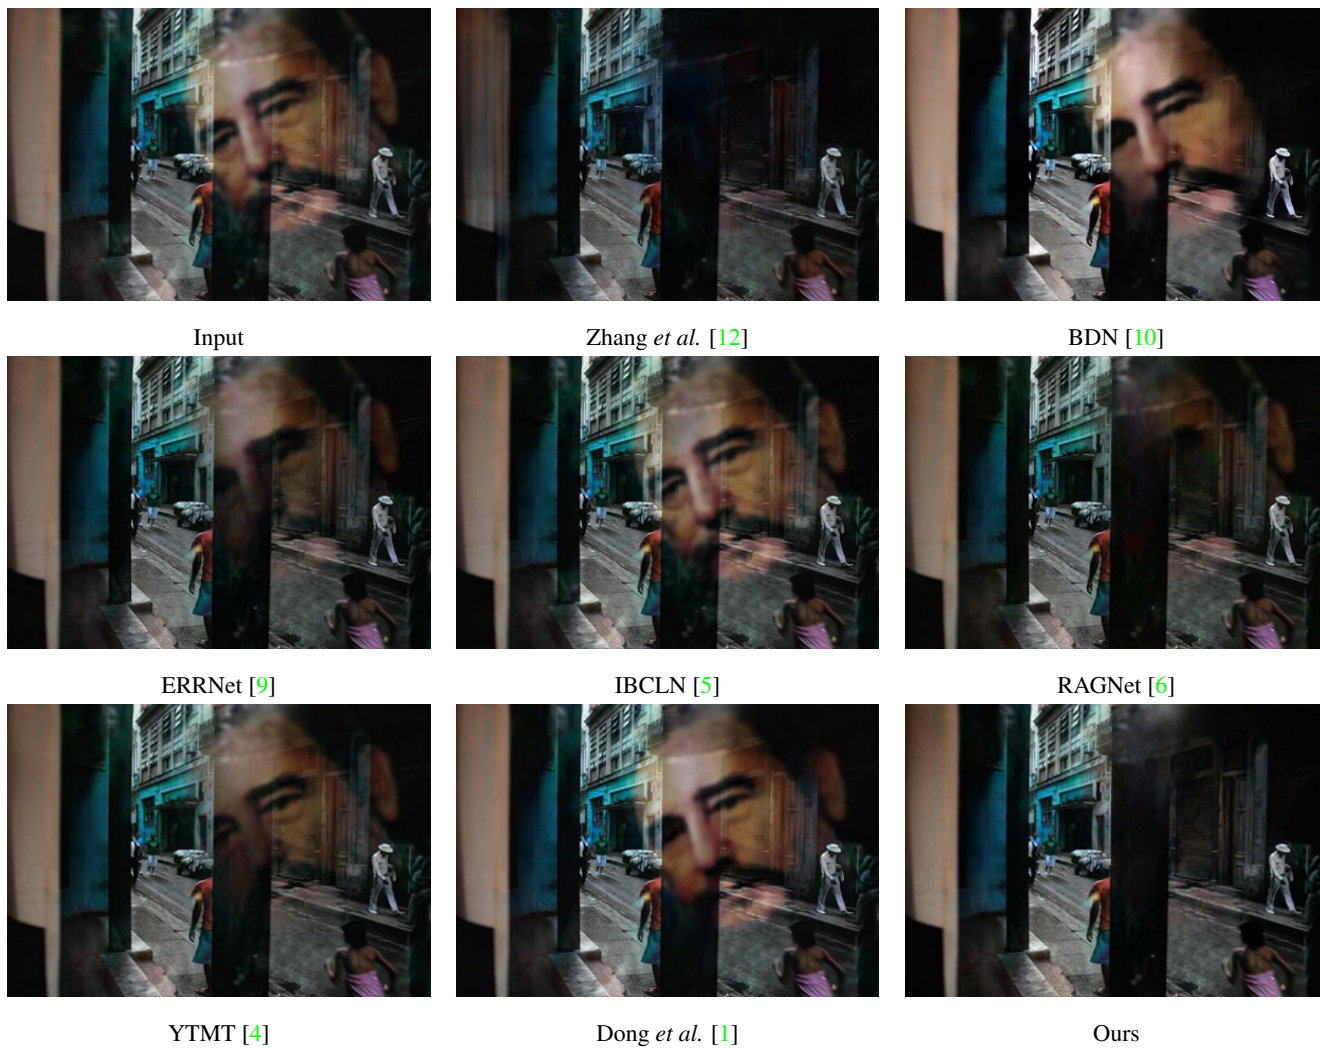 Input
Zhang et al. [12]
BDN [10]
ERRNet [9]
IBCLN [5]
RAGNet [6]
YTMT [4]
Dong et al. [1]
Ours